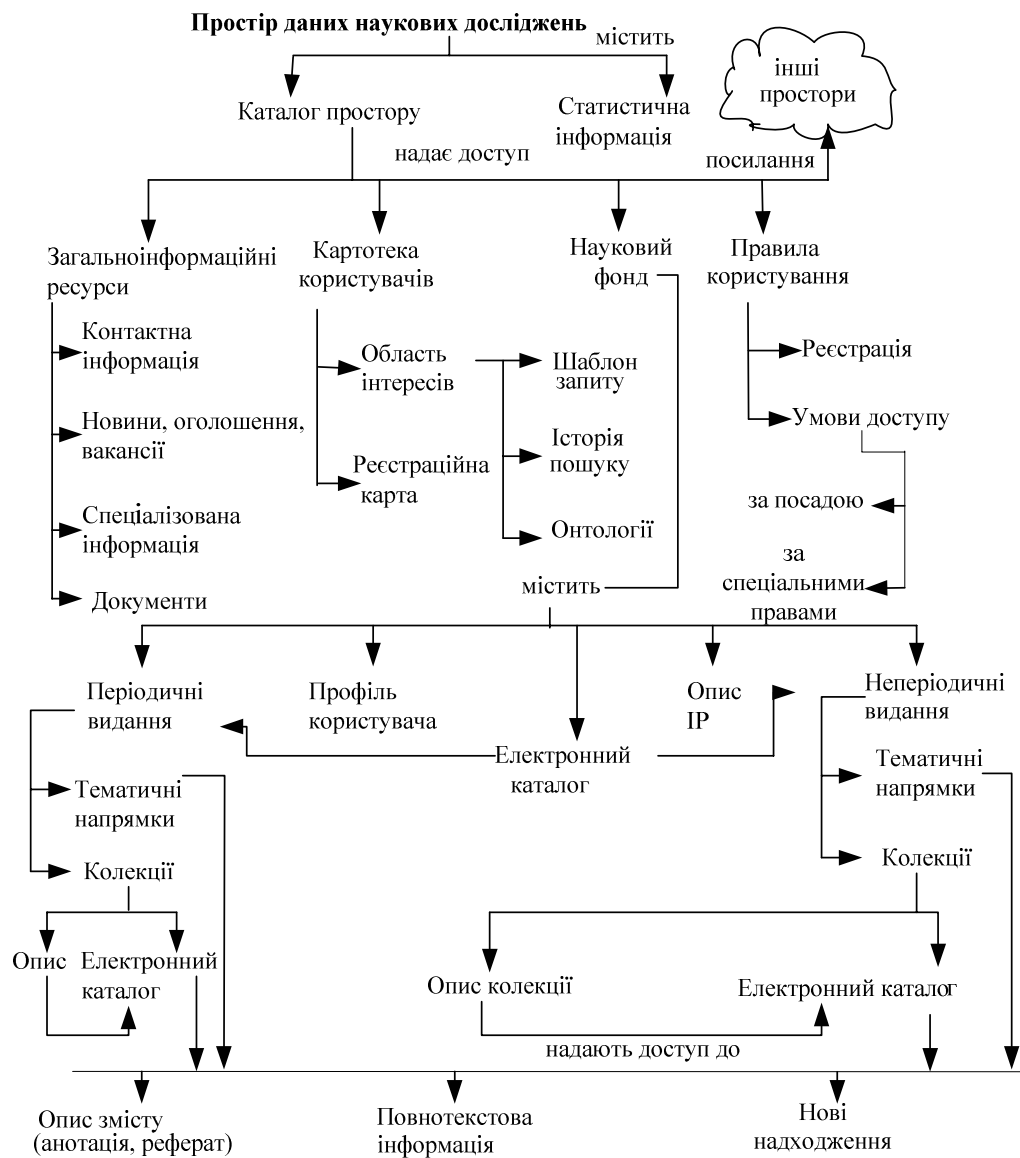 Простір даних наукових досліджень
містить
інші
простори
Каталог простору
Статистична
інформація
надає доступ
посилання
Загальноінформаційні
ресурси
Картотека
користувачів
Науковий
фонд
Правила
користування
Контактна
інформація
Область
інтересів
Шаблон
запиту
Реєстрація
Новини, оголошення,
вакансії
Умови доступу
Реєстраційна
карта
Історія
пошуку
за посадою
Спеціалізована
інформація
Онтології
за
спеціальними
правами
Документи
містить
Періодичні
видання
Профіль
користувача
Опис
ІР
Неперіодичні
видання
Електронний
каталог
Тематичні
напрямки
Тематичні
напрямки
Колекції
Колекції
Опис
Електронний
каталог
Опис колекції
Електронний каталог
надають доступ до
Опис змісту
(анотація, реферат)
Повнотекстова
інформація
Нові
надходження